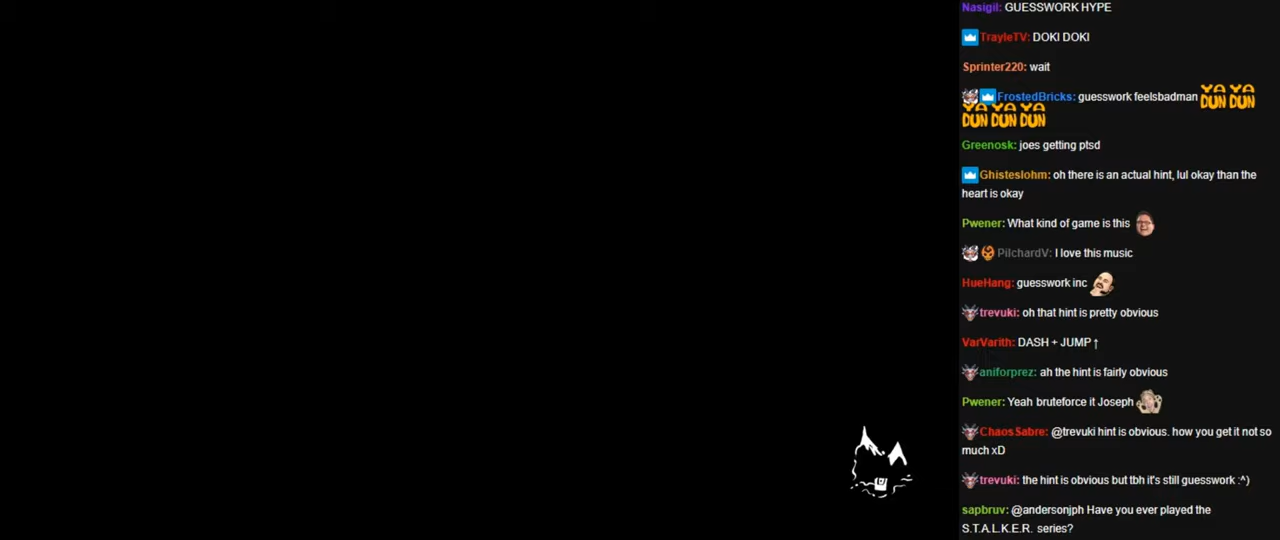 Nasigil: GUESSWORK HYPE
TrayleTV: DOKI DOKI
Sprinter220: wait
FrostedBricks: guesswork feelsbadman YA DUN YA DUN
YA DUN YA DUN YA DUN
Greenosk: joes getting ptsd
Ghisteslohm: oh there is an actual hint, lul okay than the
heart is okay
Pwener: What kind of game is this
PilchardV: I love this music
HueHang: guesswork inc
trevuki: oh that hint is pretty obvious
VarVarith: DASH + JUMP↑
aniforprez: ah the hint is fairly obvious
Pwener: Yeah bruteforce it Joseph
ChaosSabre: @trevuki hint is obvious. how you get it not so
much xD
trevuki: the hint is obvious but tbh it's still guesswork :^)
sapbruv: @andersonjph Have you ever played the
S.T.A.L.K.E.R. series?